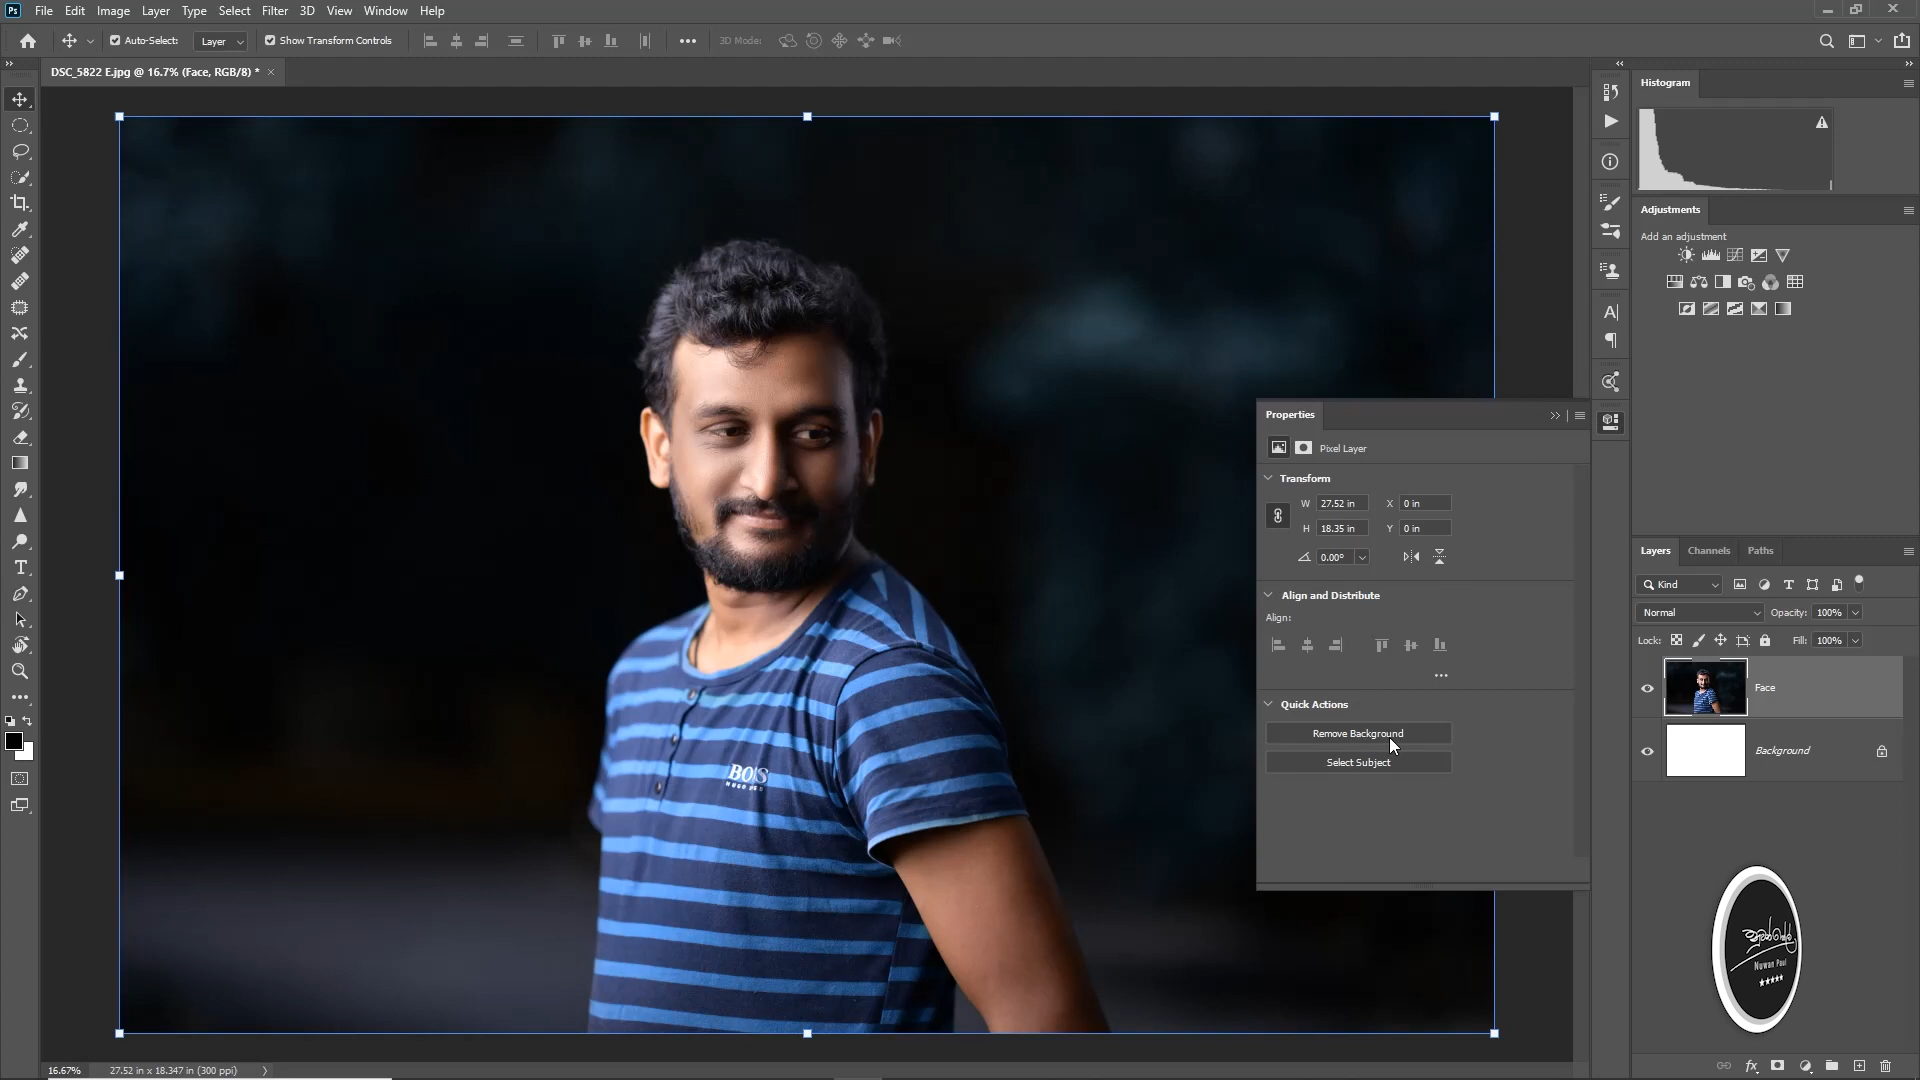 Ps File Edit Image Layer Type Select Filter 3D View Window Help
Auto-Select: Layer Show Transform Controls 3D Mode:
DSC_5822 E.jpg @ 16.7% (Face, RGB/8) * ×
Histogram
Adjustments
Add an adjustment
Properties
Pixel Layer
Transform
W 27.52 in X 0 in
H 18.35 in Y 0 in
0.00°
Align and Distribute
Align:
Quick Actions
Remove Background
Select Subject
Layers Channels Paths
Kind
Normal Opacity: 100%
Lock: Fill: 100%
Face
Background
Nuwan Paul
16.67% 27.52 in x 18.347 in (300 ppi)